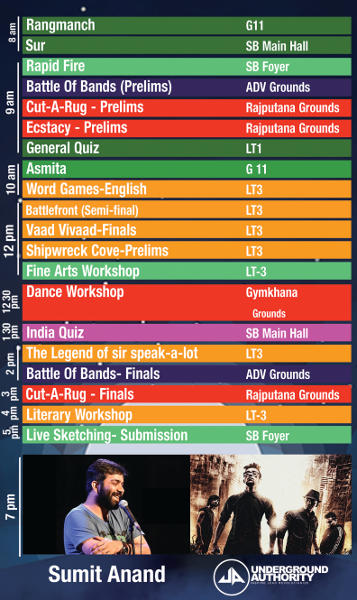 8 am
Rangmanch G11
Sur SB Main Hall
9 am
Rapid Fire SB Foyer
Battle Of Bands (Prelims) ADV Grounds
Cut-A-Rug - Prelims Rajputana Grounds
Ecstacy - Prelims Rajputana Grounds
General Quiz LT1
10 am
Asmita G 11
Word Games-English LT3
12 pm
Battlefront (Semi-final) LT3
Vaad Vivaad-Finals LT3
Shipwreck Cove-Prelims LT3
Fine Arts Workshop LT-3
12.30
pm
Dance Workshop Gymkhana
Grounds
1.30
pm
India Quiz SB Main Hall
2 pm
The Legend of sir speak-a-lot LT3
Battle Of Bands- Finals ADV Grounds
3
pm
Cut-A-Rug - Finals Rajputana Grounds
4
pm
Literary Workshop LT-3
5
pm
Live Sketching- Submission SB Foyer
7 pm
Sumit Anand
UNDERGROUND
AUTHORITY